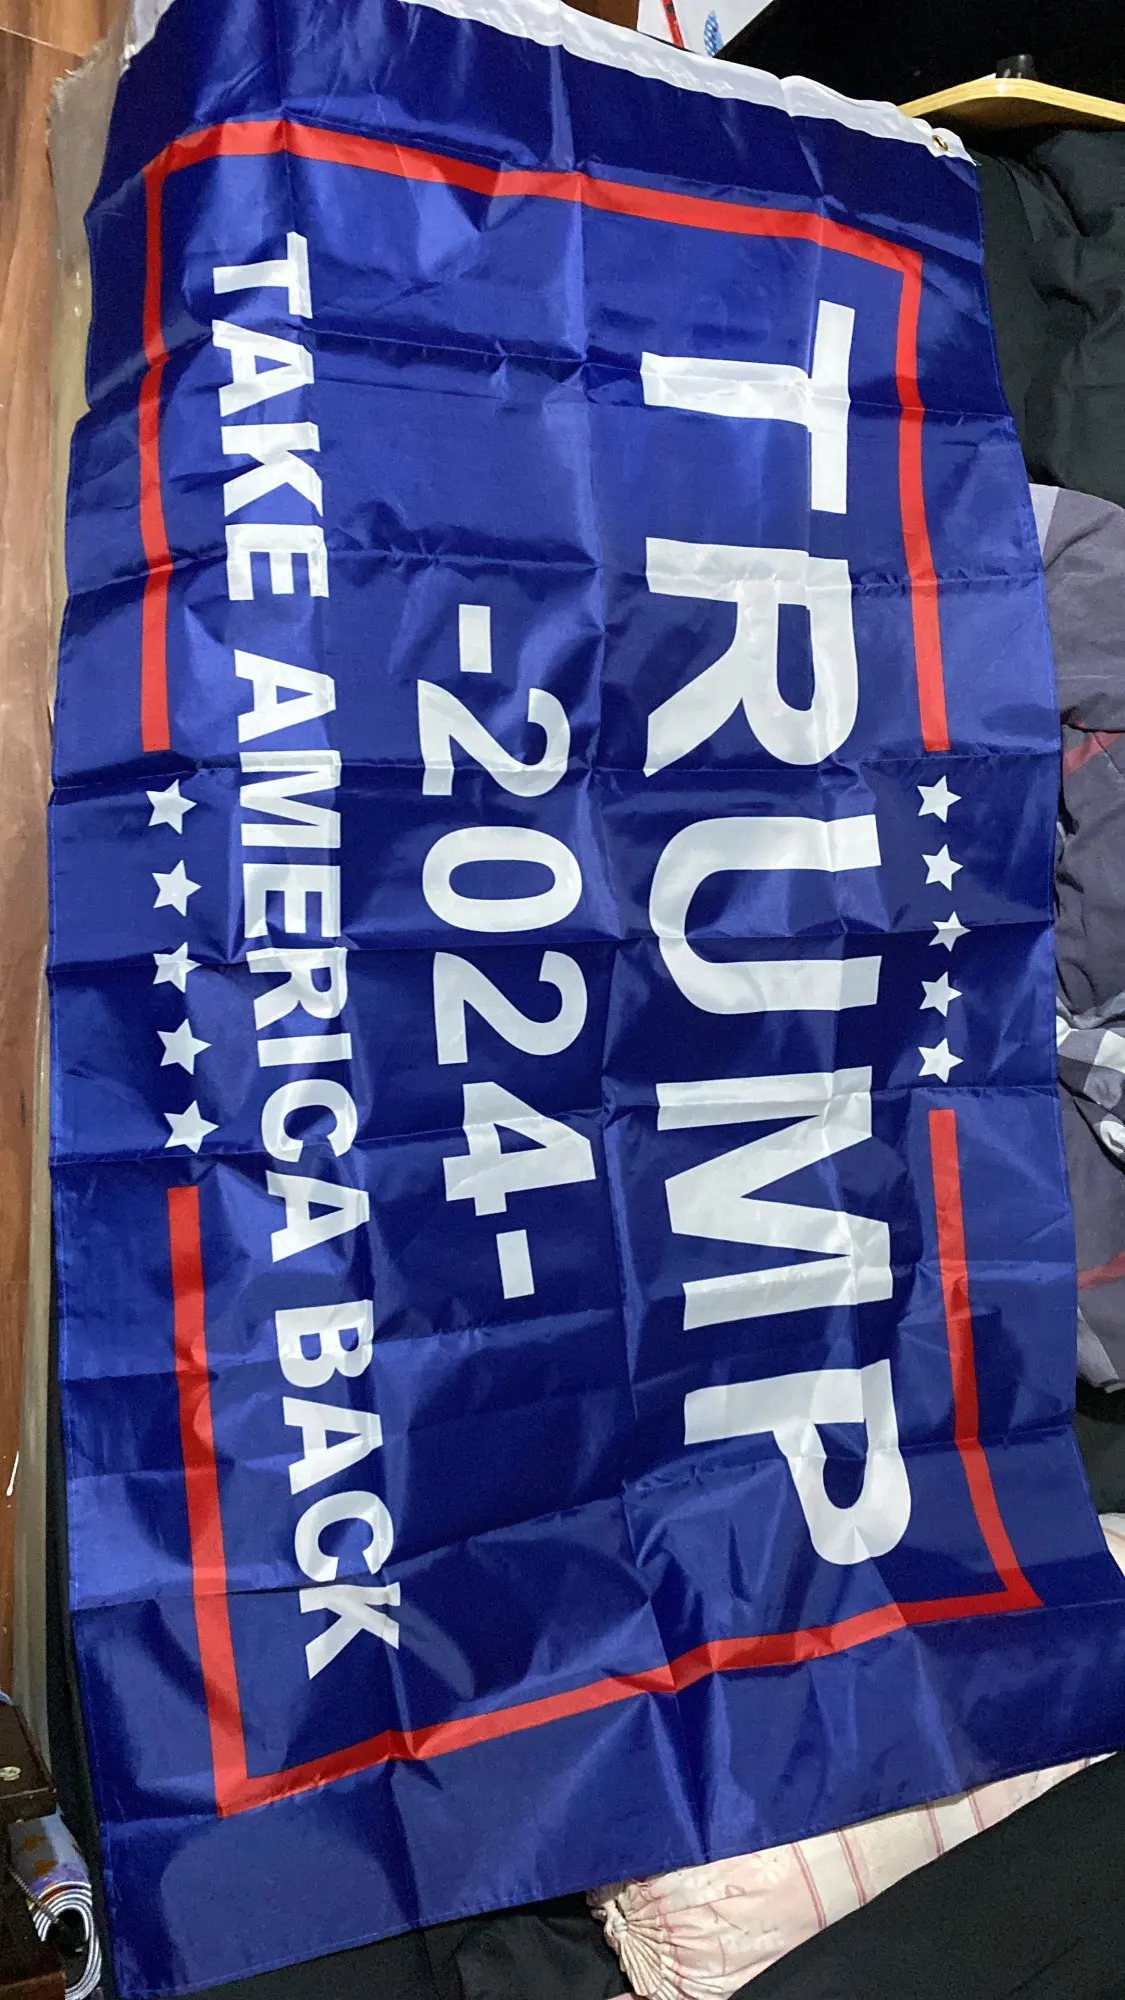 TRUMP
-2024-
TAKE AMERICA BACK